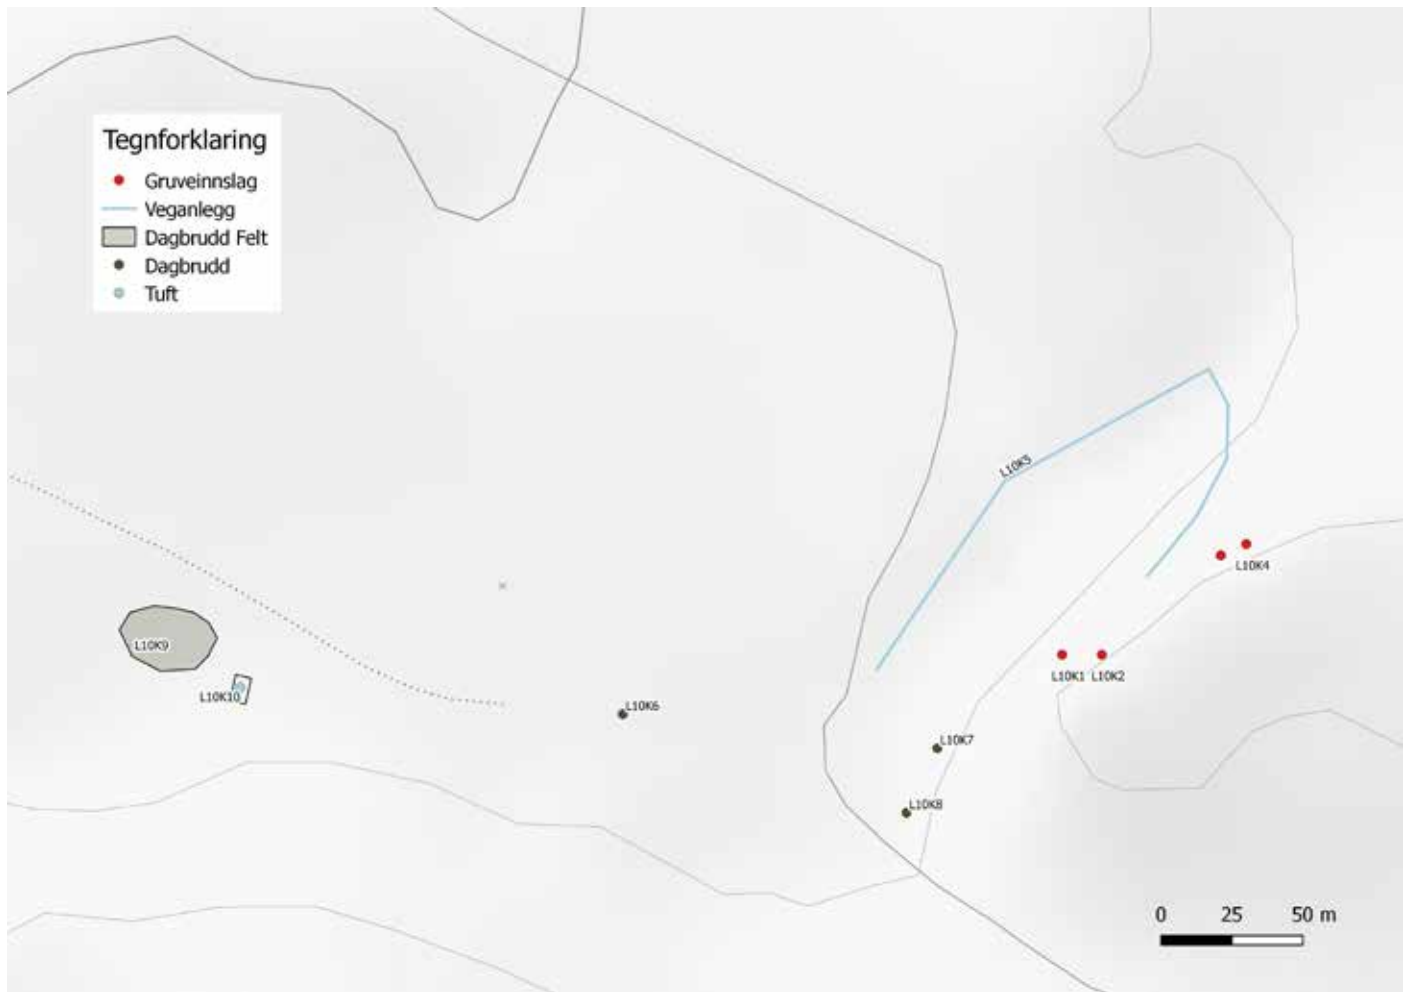 Tegnforklaring
Gruveinnslag
Veganlegg
Dagbrudd Felt
Dagbrudd
Tuft
L10K5
L10K4
L10K9
L10K1 L10K2
L10K10
L10K6
L10K7
L10K8
0 25 50 m